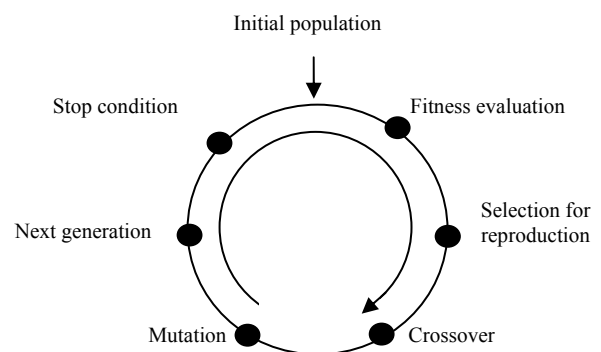 Initial population
Stop condition
Fitness evaluation
Next generation
Selection for
reproduction
Mutation
Crossover